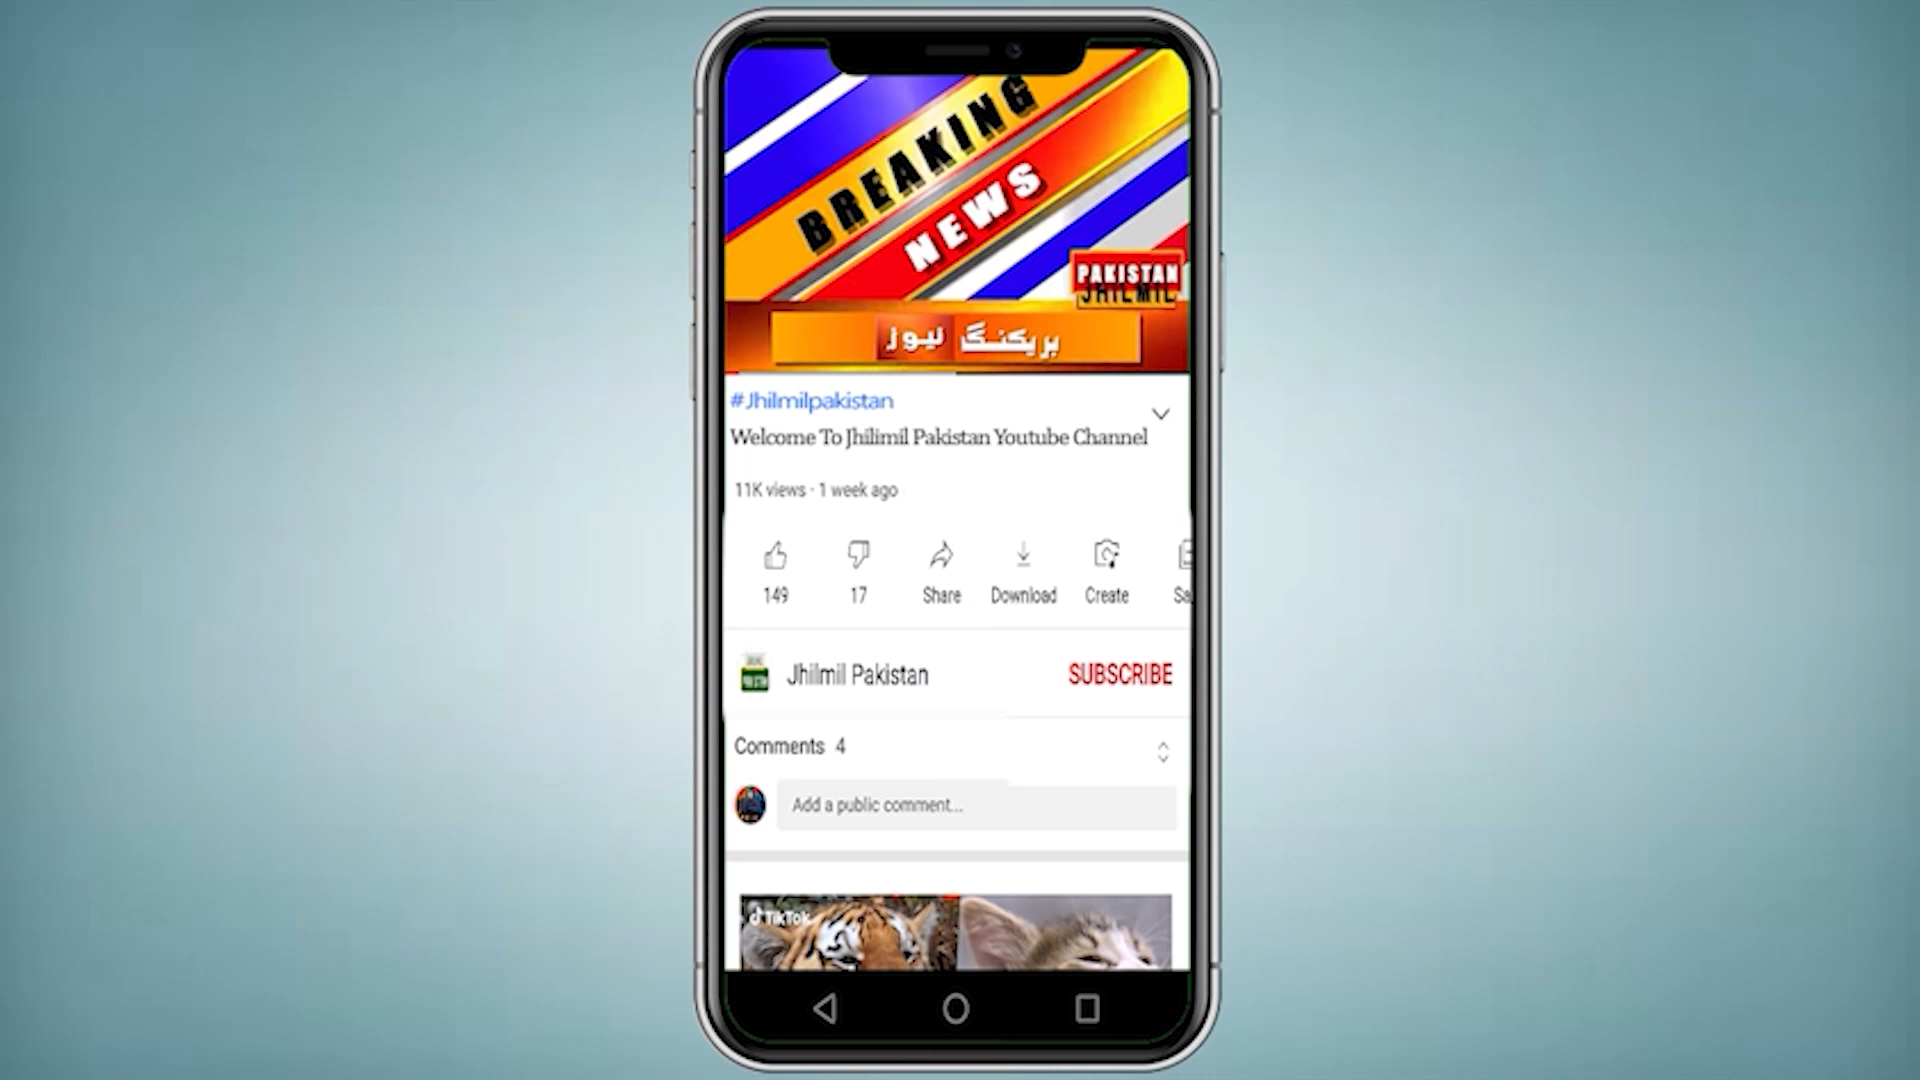 BREAKING
NEWS
PAKISTAN
JHILMIL
بریکنگ نیوز
#Jhilmilpakistan
Welcome To Jhilimil Pakistan Youtube Channel
11K views · 1 week ago
149 17 Share Download Create Sa
Jhilmil Pakistan SUBSCRIBE
Comments 4
Add a public comment...
TikTok